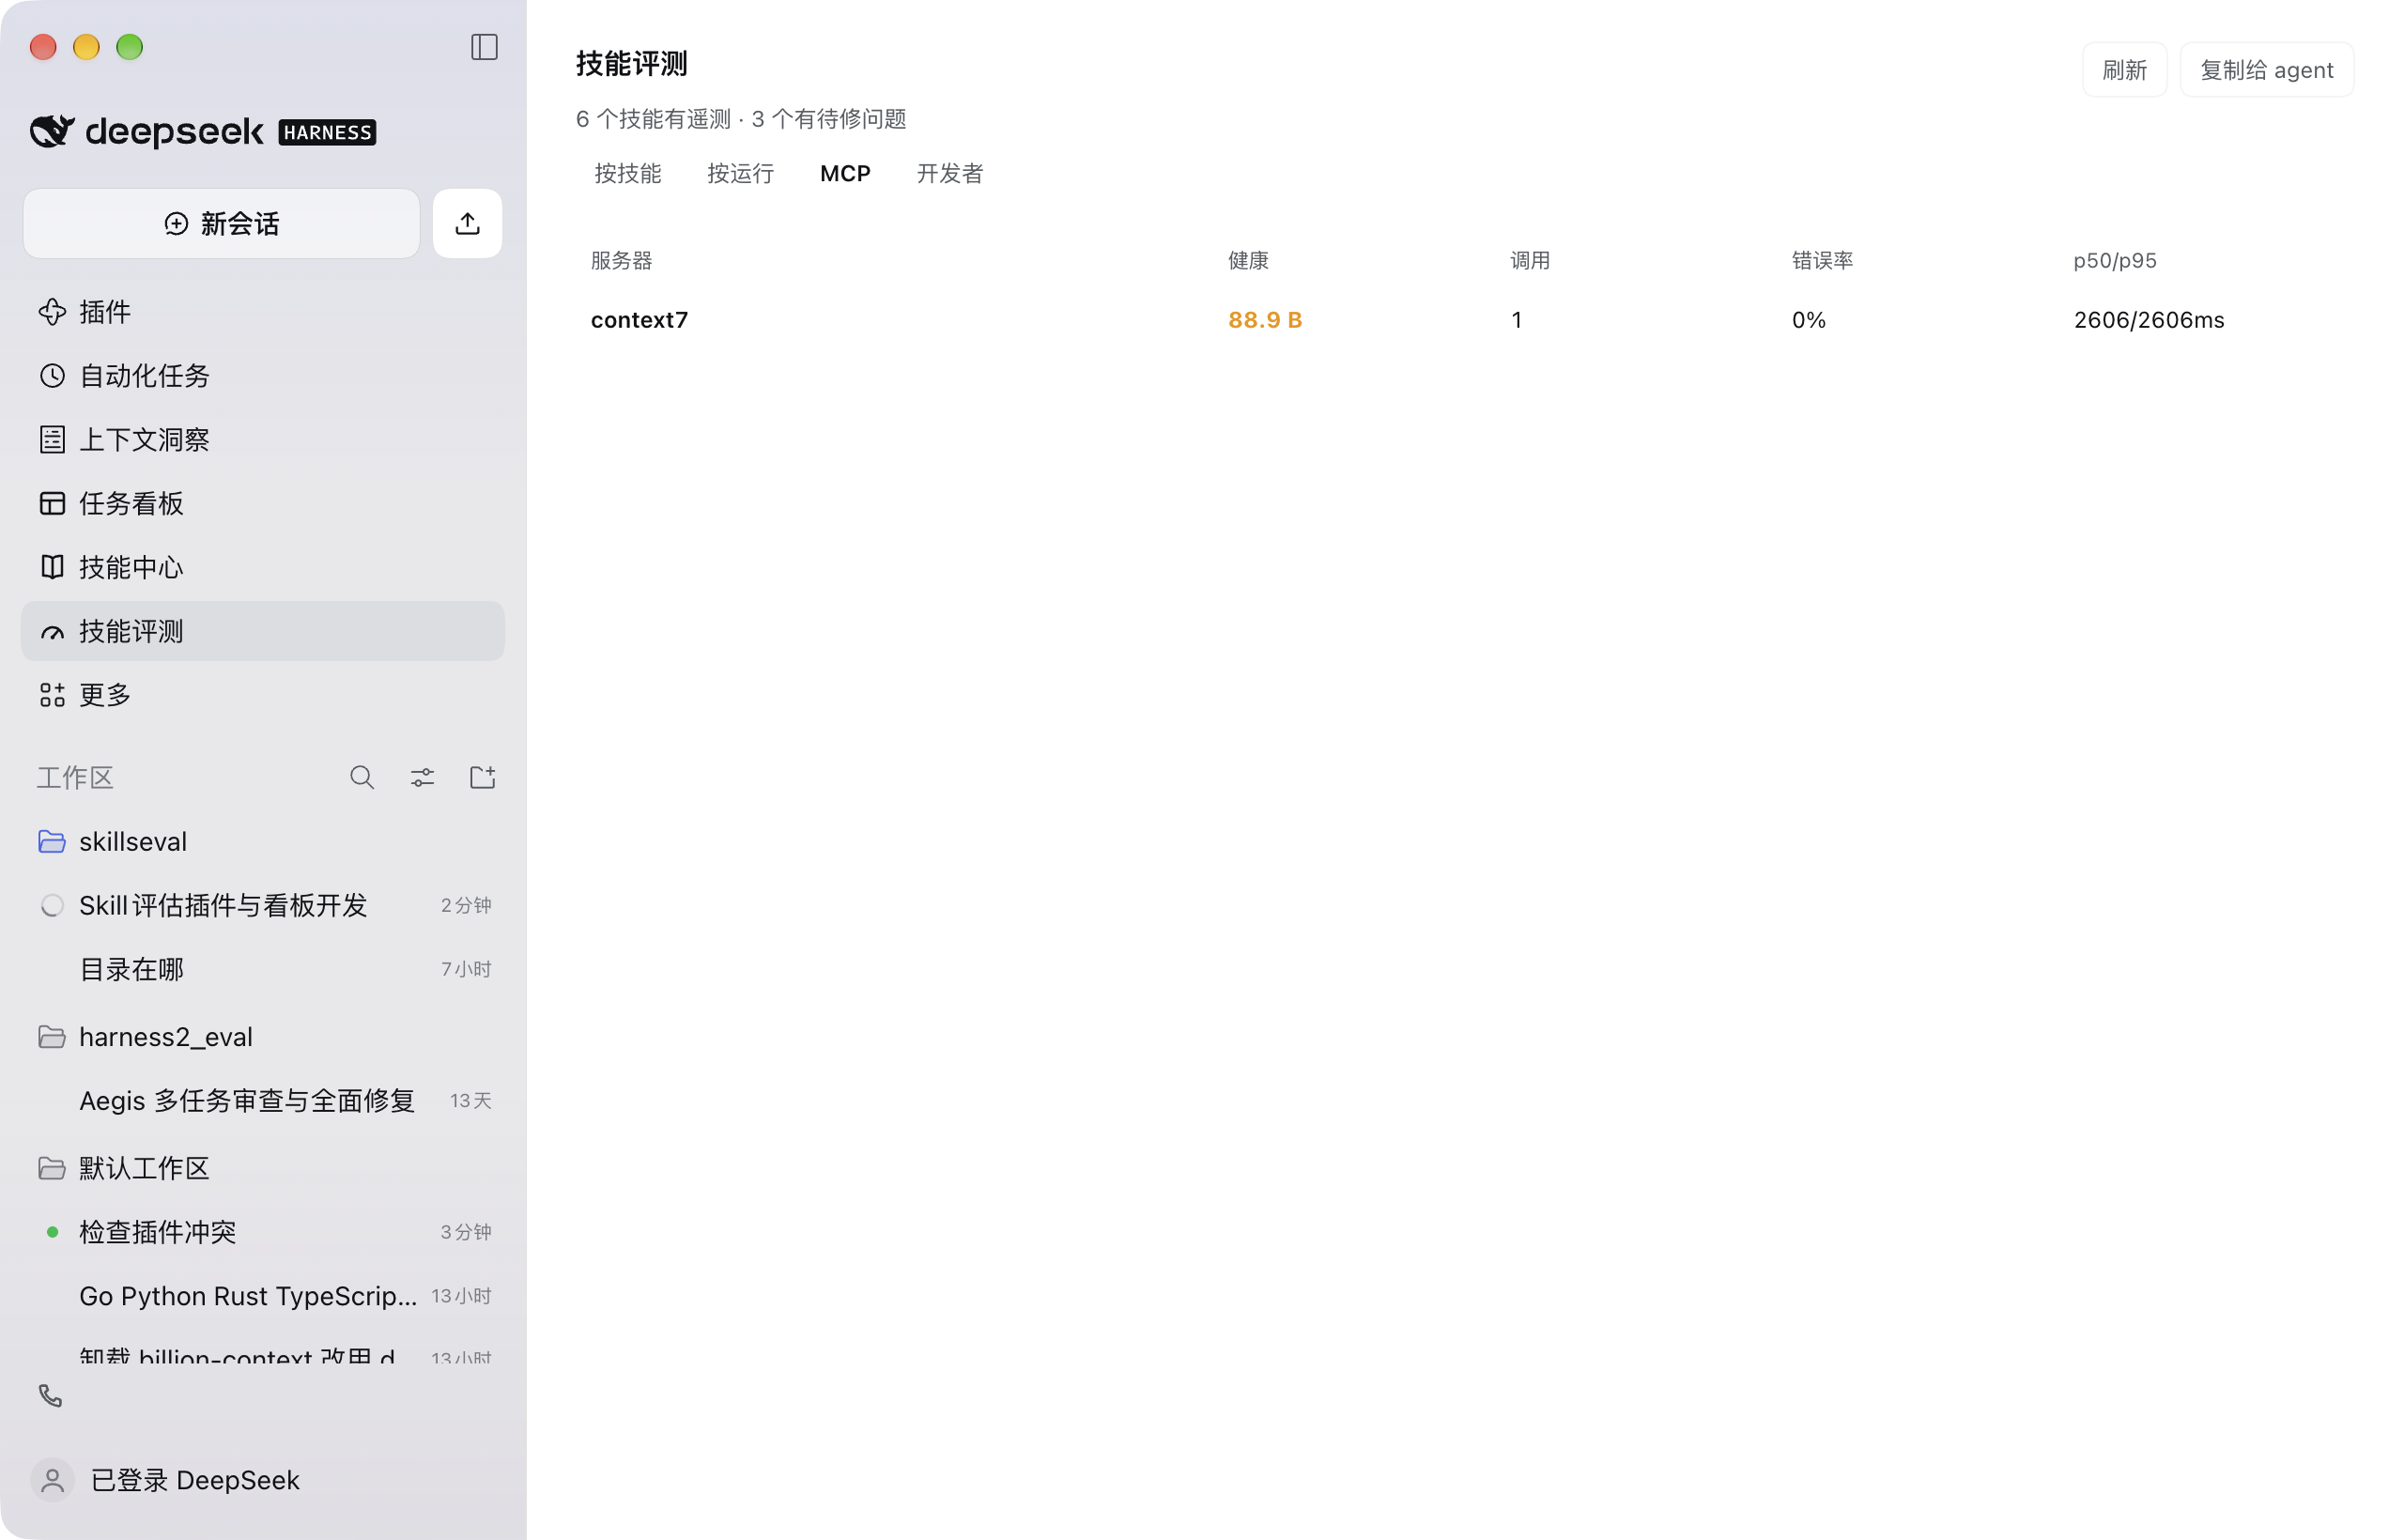 deepseek HARNESS
新会话
插件
自动化任务
上下文洞察
任务看板
技能中心
技能评测
更多
工作区
skillseval
Skill 评估插件与看板开发 2分钟
目录在哪 7小时
harness2_eval
Aegis 多任务审查与全面修复 13天
默认工作区
检查插件冲突 3分钟
Go Python Rust TypeScrip... 13小时
卸载 billion-context 改用 d 13小时
已登录 DeepSeek
技能评测
刷新 复制给 agent
6 个技能有遥测 · 3 个有待修问题
按技能 按运行 MCP 开发者
服务器 健康 调用 错误率 p50/p95
context7 88.9 B 1 0% 2606/2606ms